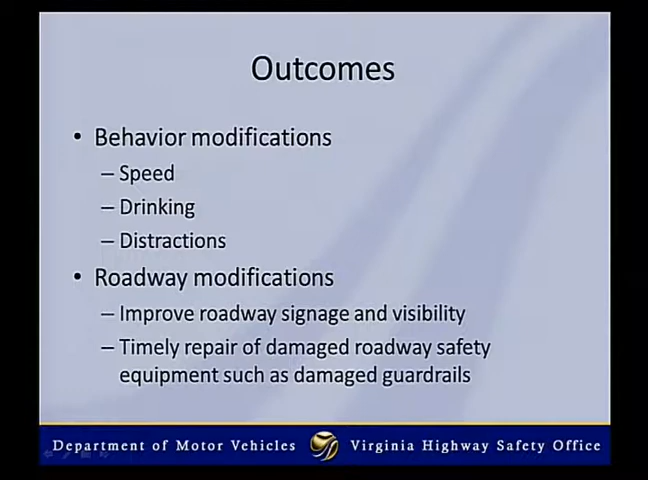 Outcomes
• Behavior modifications
– Speed
– Drinking
– Distractions
• Roadway modifications
– Improve roadway signage and visibility
– Timely repair of damaged roadway safety
equipment such as damaged guardrails
Department of Motor Vehicles Virginia Highway Safety Office